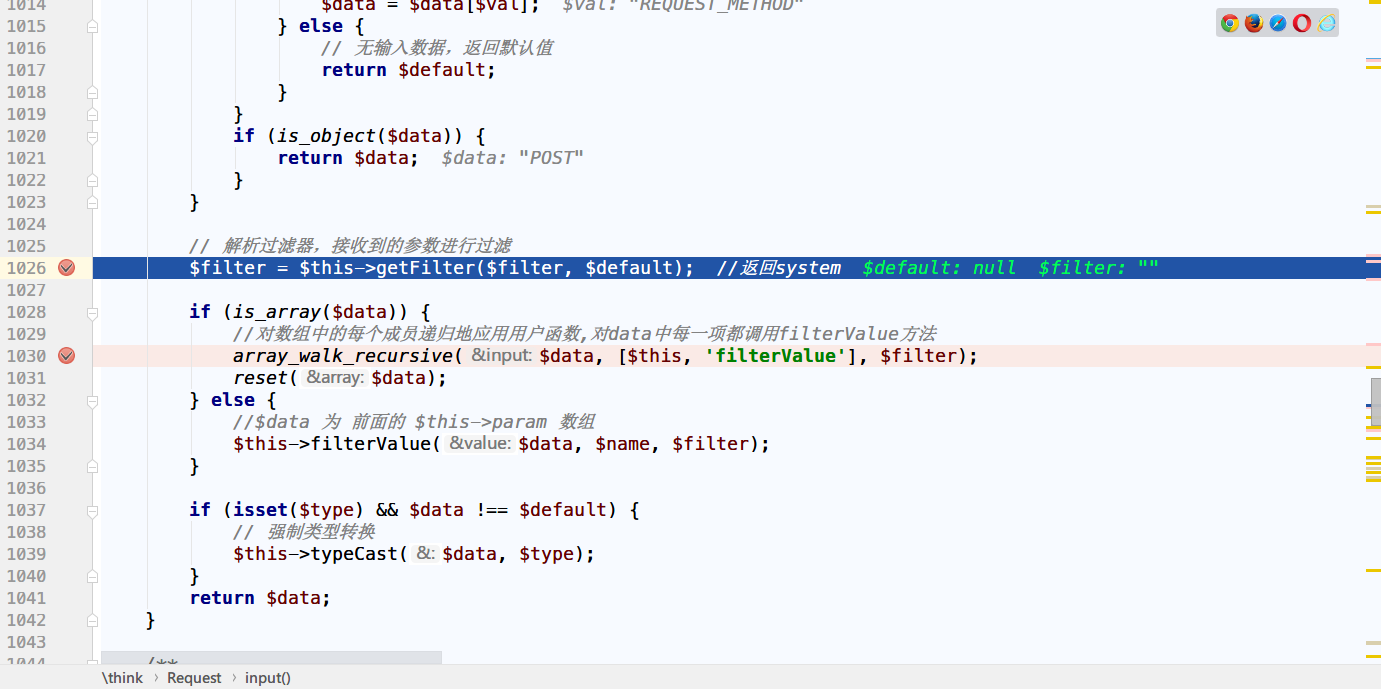 1014 $data = $data[$val]; $val: "REQUEST_METHOD"
1015 } else {
1016 // 无输入数据，返回默认值
1017 return $default;
1018 }
1019 }
1020 if (is_object($data)) {
1021 return $data; $data: "POST"
1022 }
1023 }
1024
1025 // 解析过滤器，接收到的参数进行过滤
1026 $filter = $this->getFilter($filter, $default); //返回system $default: null $filter: ""
1027
1028 if (is_array($data)) {
1029 //对数组中的每个成员递归地应用用户函数,对data中每一项都调用filterValue方法
1030 array_walk_recursive( &input: $data, [$this, 'filterValue'], $filter);
1031 reset( &array: $data);
1032 } else {
1033 //$data 为 前面的 $this->param 数组
1034 $this->filterValue( &value: $data, $name, $filter);
1035 }
1036
1037 if (isset($type) && $data !== $default) {
1038 // 强制类型转换
1039 $this->typeCast( &: $data, $type);
1040 }
1041 return $data;
1042 }
1043
1044 /**
\think › Request › input()